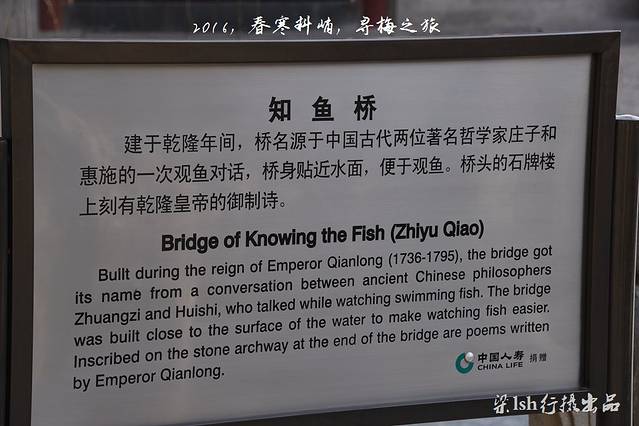 2016，春寒料峭，寻梅之旅
知鱼桥
建于乾隆年间，桥名源于中国古代两位著名哲学家庄子和
惠施的一次观鱼对话，桥身贴近水面，便于观鱼。桥头的石牌楼
上刻有乾隆皇帝的御制诗。
Bridge of Knowing the Fish (Zhiyu Qiao)
Built during the reign of Emperor Qianlong (1736-1795), the bridge got
its name from a conversation between ancient Chinese philosophers
Zhuangzi and Huishi, who talked while watching swimming fish. The bridge
was built close to the surface of the water to make watching fish easier.
Inscribed on the stone archway at the end of the bridge are poems written
by Emperor Qianlong.
中国人寿 捐赠
CHINA LIFE
梁lsh行摄出品